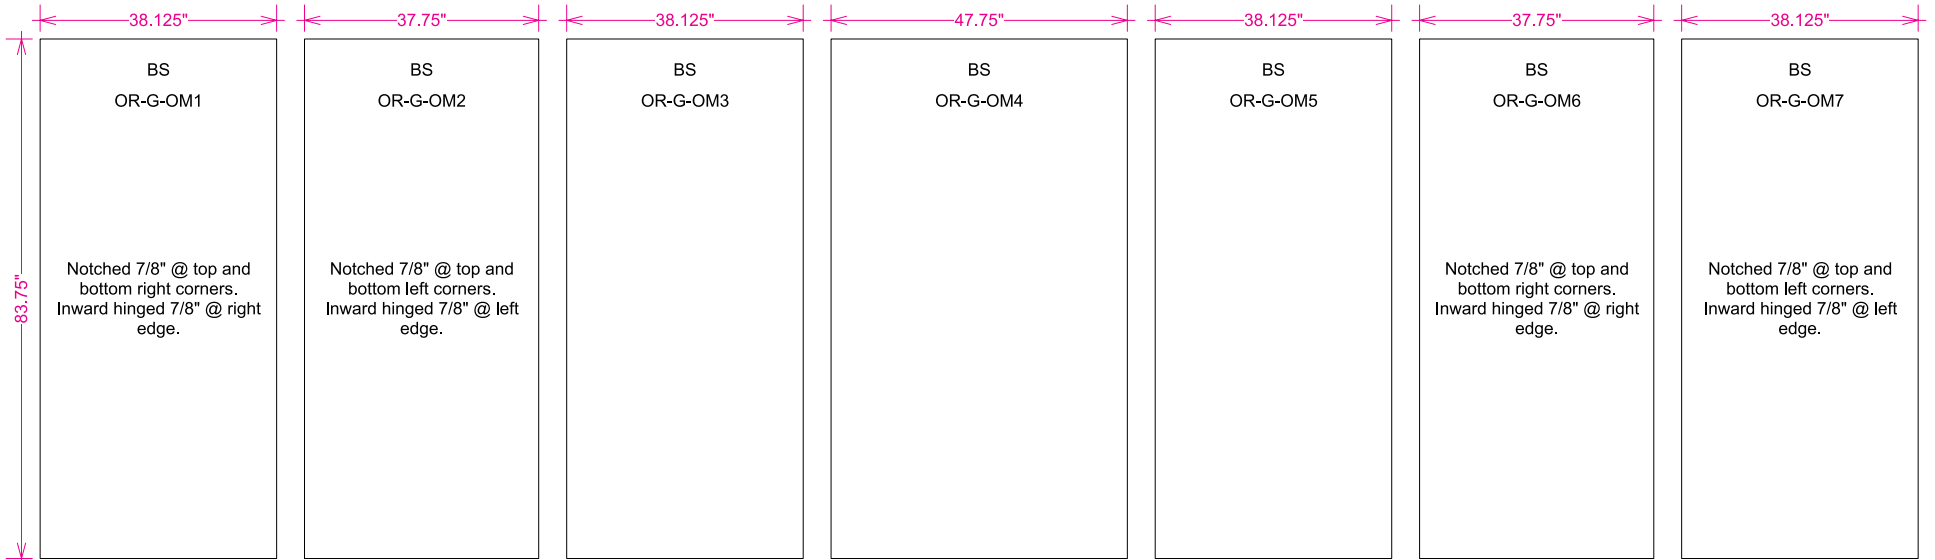 38.125"
37.75"
38.125"
47.75"
38.125"
37.75"
38.125"
83.75"
BS
OR-G-OM1
Notched 7/8" @ top and
bottom right corners.
Inward hinged 7/8" @ right
edge.
BS
OR-G-OM2
Notched 7/8" @ top and
bottom left corners.
Inward hinged 7/8" @ left
edge.
BS
OR-G-OM3
BS
OR-G-OM4
BS
OR-G-OM5
BS
OR-G-OM6
Notched 7/8" @ top and
bottom right corners.
Inward hinged 7/8" @ right
edge.
BS
OR-G-OM7
Notched 7/8" @ top and
bottom left corners.
Inward hinged 7/8" @ left
edge.